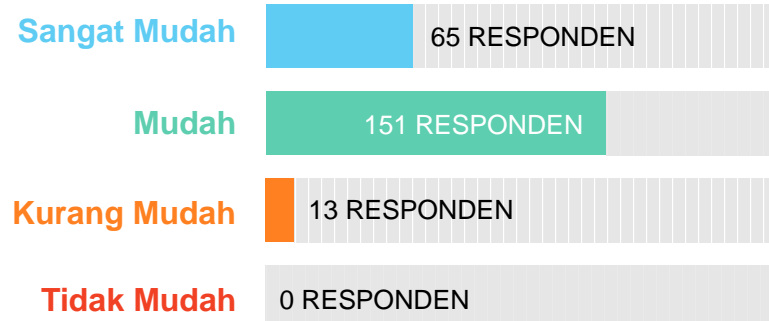 Sangat Mudah 65 RESPONDEN
Mudah 151 RESPONDEN
Kurang Mudah 13 RESPONDEN
Tidak Mudah 0 RESPONDEN